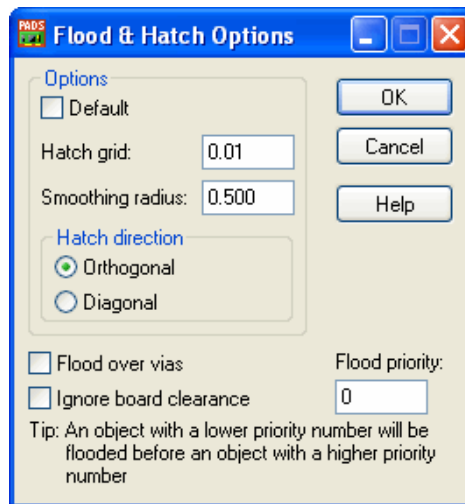 PADS
Flood & Hatch Options
Options
Default
Hatch grid: 0.01
Smoothing radius: 0.500
Hatch direction
Orthogonal
Diagonal
OK
Cancel
Help
Flood over vias
Ignore board clearance
Flood priority:
0
Tip: An object with a lower priority number will be
flooded before an object with a higher priority
number